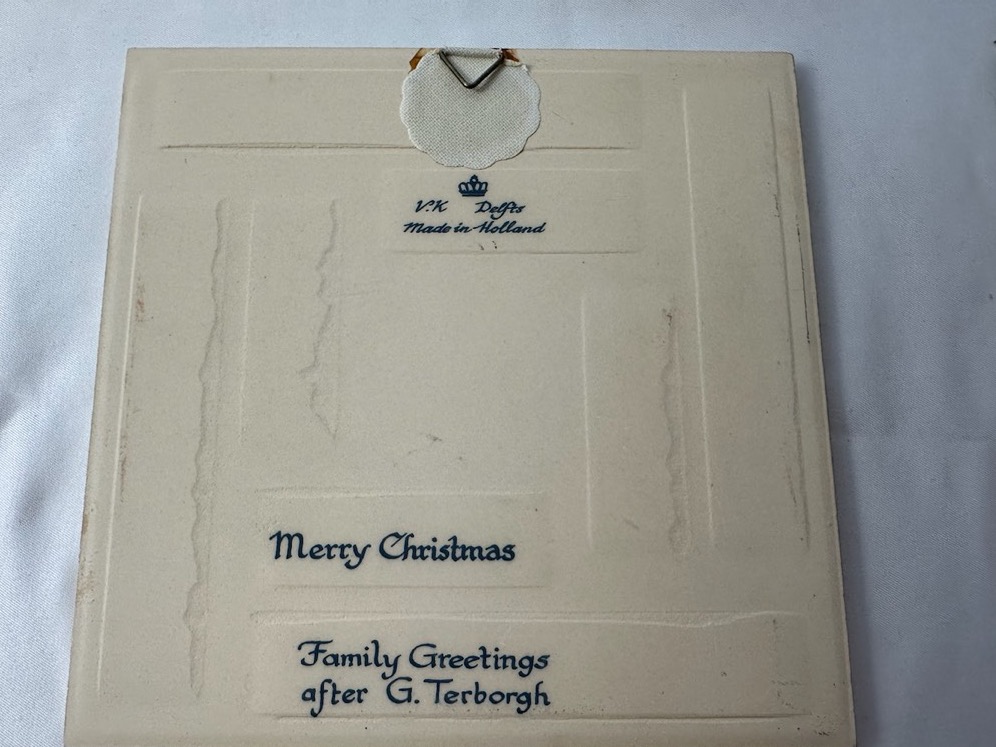 V.K Delfts
Made in Holland
Merry Christmas
Family Greetings
after G. Terborgh